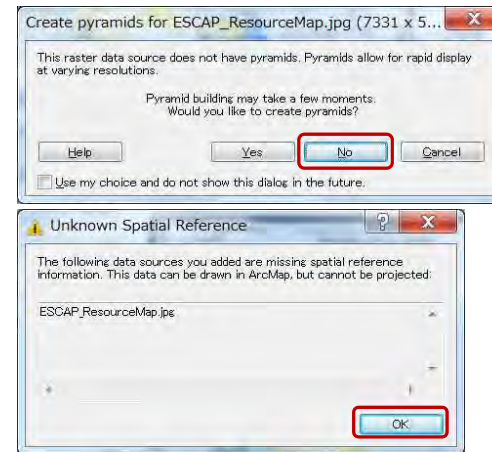 Create pyramids for ESCAP_ResourceMap.jpg (7331 x 5...
This raster data source does not have pyramids. Pyramids allow for rapid display
at varying resolutions.
Pyramid building may take a few moments.
Would you like to create pyramids?
Help Yes No Cancel
Use my choice and do not show this dialog in the future.
Unknown Spatial Reference
The following data sources you added are missing spatial reference
information. This data can be drawn in ArcMap, but cannot be projected:
ESCAP_ResourceMap.jpg
OK